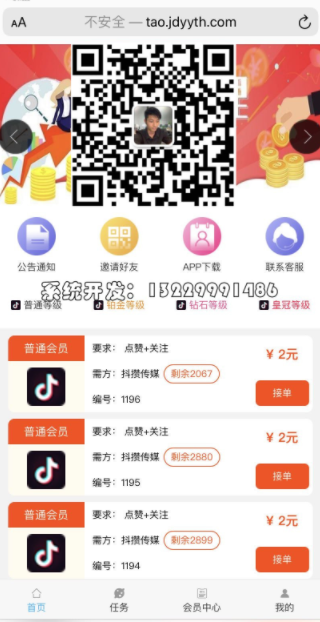 AA 不安全 — tao.jdyyth.com
公告通知 邀请好友 APP下载 联系客服
系统开发：13229991486
普通等级 铂金等级 钻石等级 皇冠等级
普通会员 要求： 点赞+关注 ¥ 2元
需方：抖攒传媒 剩余2067
编号：1196 接单
普通会员 要求： 点赞+关注 ¥ 2元
需方：抖攒传媒 剩余2880
编号：1195 接单
普通会员 要求： 点赞+关注 ¥ 2元
需方：抖攒传媒 剩余2899
编号：1194 接单
首页 任务 会员中心 我的